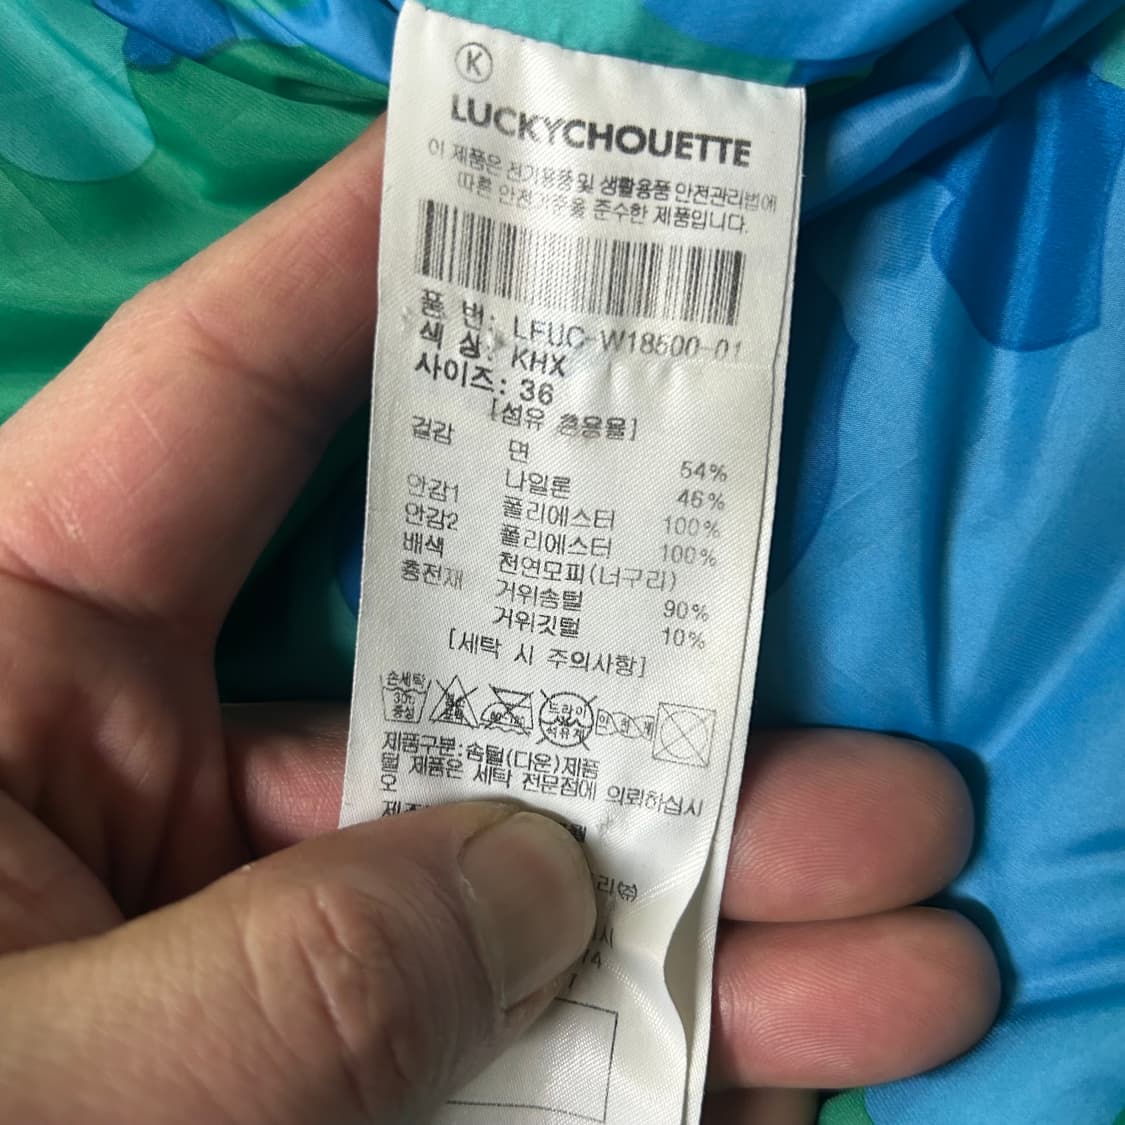 K
LUCKYCHOUETTE
이 제품은 전기용품 및 생활용품 안전관리법에
따른 안전기준을 준수한 제품입니다.
품 번: LFUC-W18500-01
색 상: KHX
사이즈: 36
[섬유 혼용율]
겉감 면 54%
나일론 46%
안감1 폴리에스터 100%
안감2 폴리에스터 100%
배색 천연모피(너구리)
충전재 거위솜털 90%
거위깃털 10%
[세탁 시 주의사항]
손세탁
30℃
중성
드라이
석유계
제품구분:솜털(다운)제품
제품은 세탁 전문점에 의뢰하십시
오